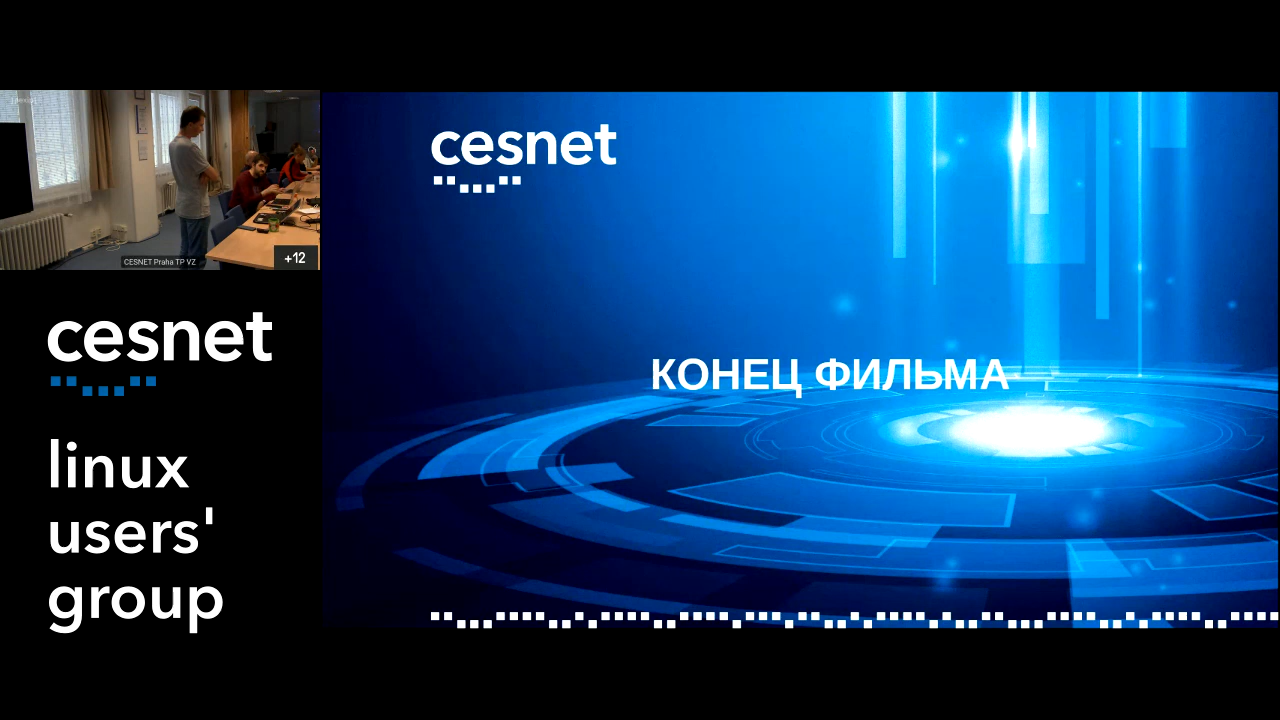 CESNET Praha TP VZ
+12
cesnet
linux
users'
group
cesnet
КОНЕЦ ФИЛЬМА